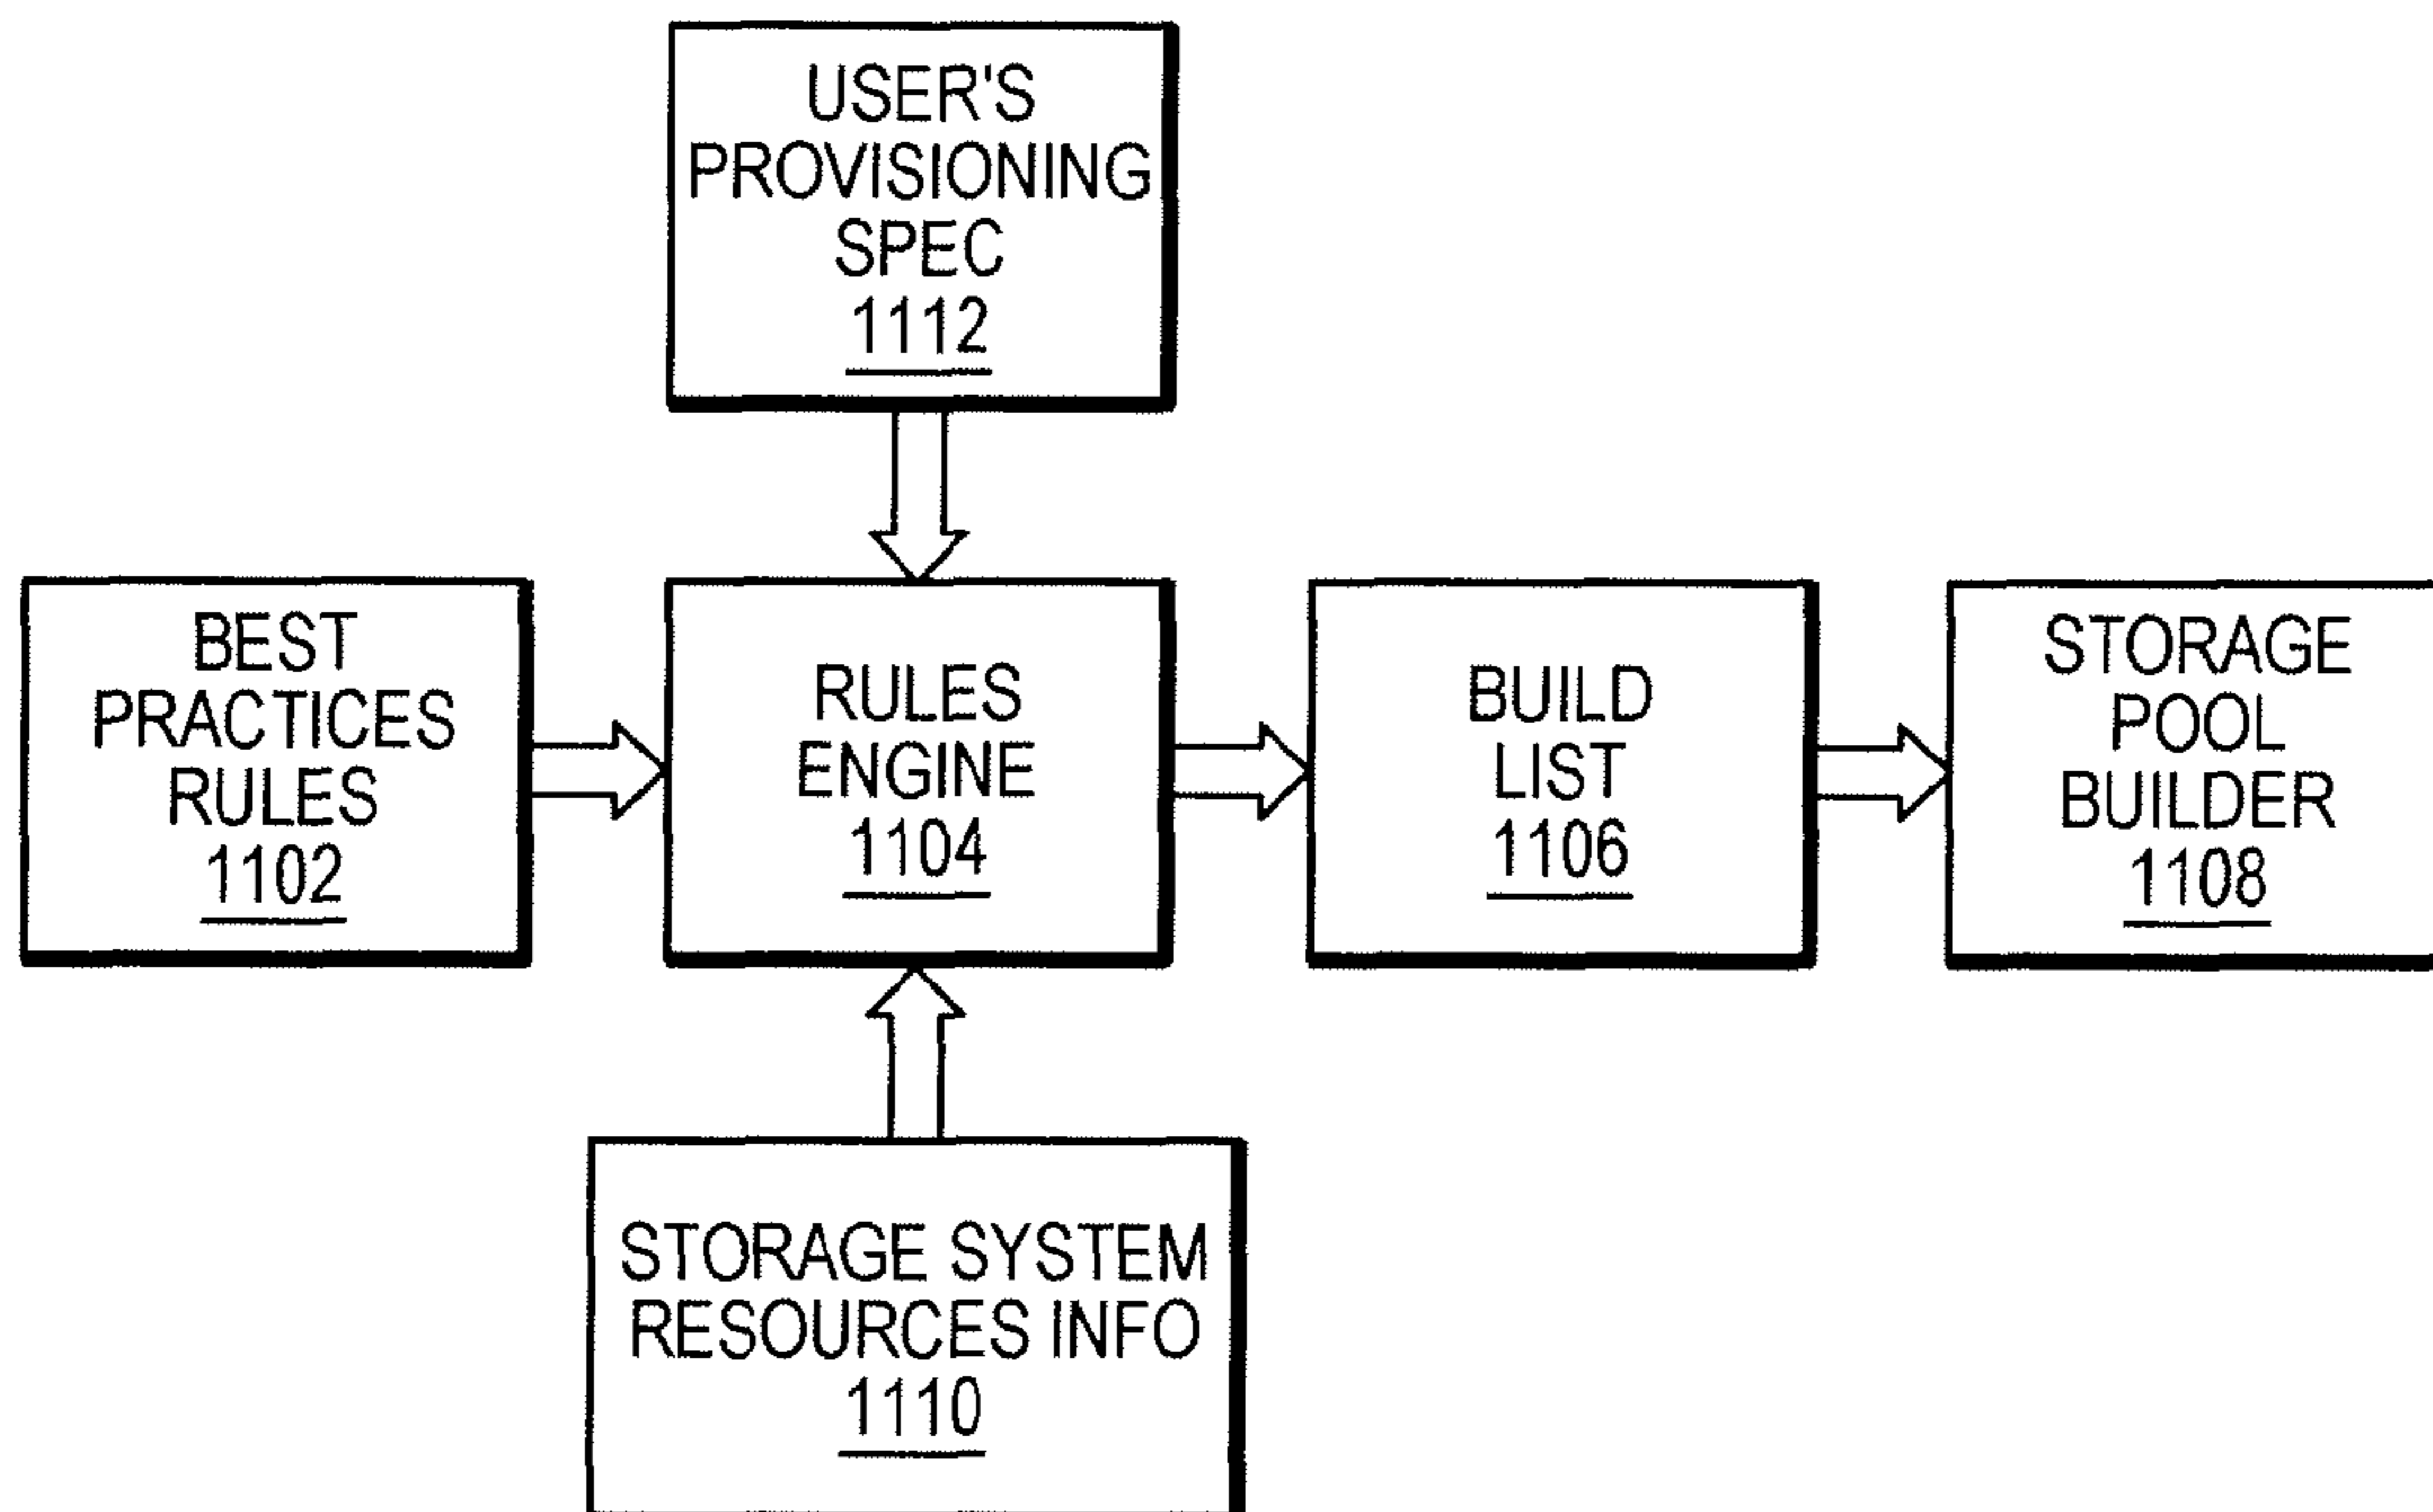 USER'S
PROVISIONING
SPEC
1112
BEST
PRACTICES
RULES
1102
RULES
ENGINE
1104
BUILD
LIST
1106
STORAGE
POOL
BUILDER
1108
STORAGE SYSTEM
RESOURCES INFO
1110